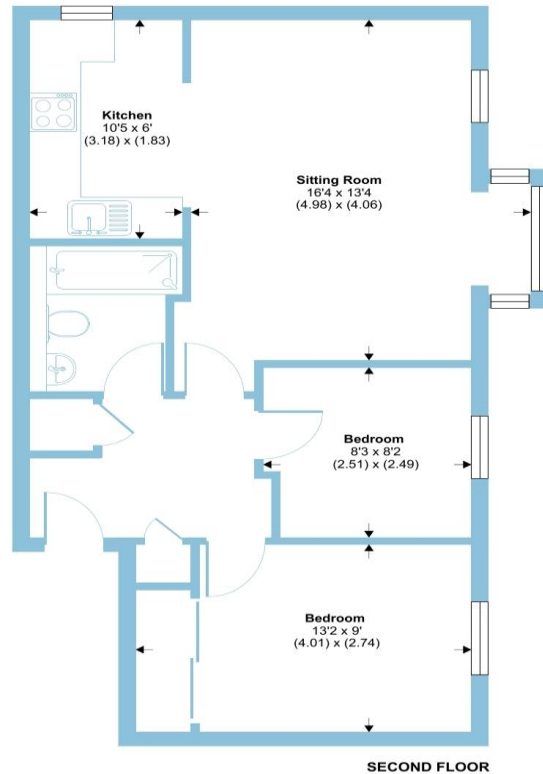 Kitchen
10'5 x 6'
(3.18) x (1.83)
Sitting Room
16'4 x 13'4
(4.98) x (4.06)
Bedroom
8'3 x 8'2
(2.51) x (2.49)
Bedroom
13'2 x 9'
(4.01) x (2.74)
SECOND FLOOR